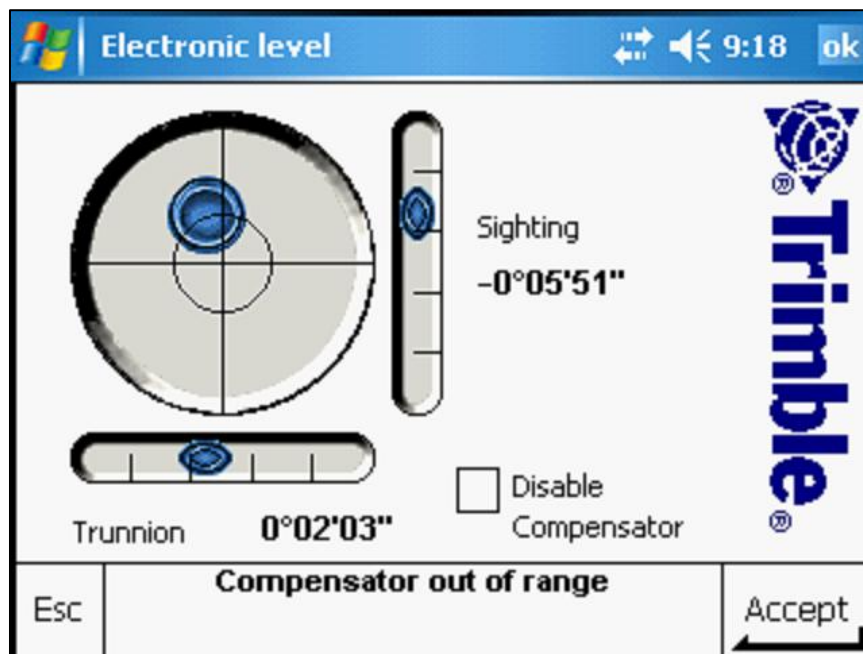 Electronic level 9:18 ok
Sighting
-0°05'51"
Trunnion 0°02'03"
Disable
Compensator
Trimble®
Compensator out of range
Esc
Accept